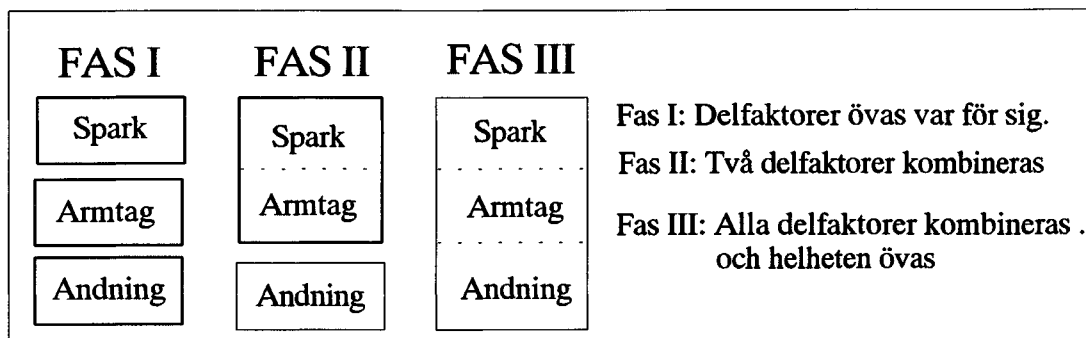 FAS I
Spark
Armtag
Andning
FAS II
Spark
Armtag
Andning
FAS III
Spark
Armtag
Andning
Fas I: Delfaktorer övas var för sig.
Fas II: Två delfaktorer kombineras
Fas III: Alla delfaktorer kombineras .
och helheten övas